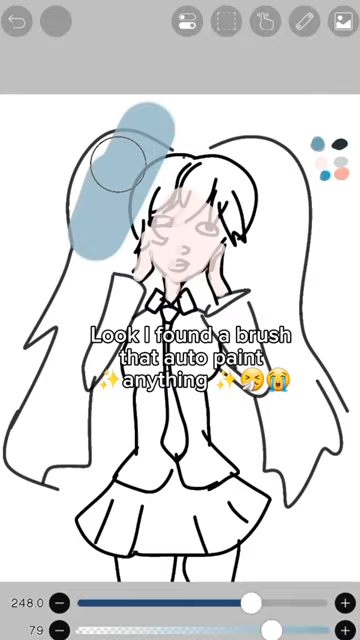 Look I found a brush
that auto paint
✨anything ✨🤧😭
248.0
79